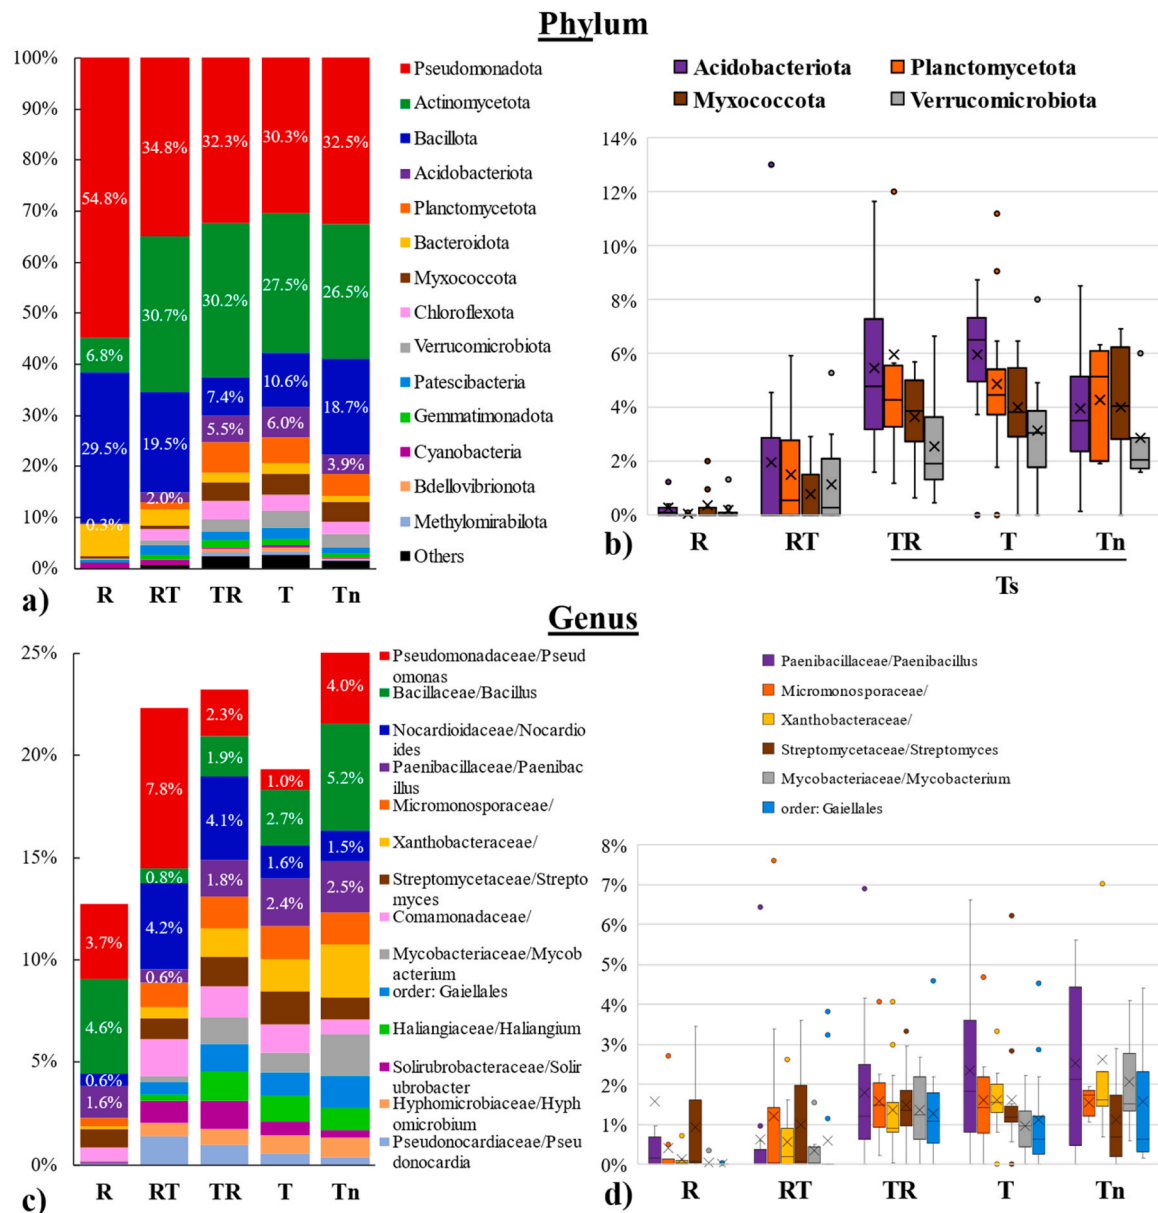 Phylum
100%
90%
80%
70%
60%
50%
40%
30%
20%
10%
0%
54.8%
6.8%
29.5%
0.3%
34.8%
30.7%
19.5%
2.0%
32.3%
30.2%
7.4%
5.5%
30.3%
27.5%
10.6%
6.0%
32.5%
26.5%
18.7%
3.9%
R RT TR T Tn
a)
Pseudomonadota
Actinomycetota
Bacillota
Acidobacteriota
Planctomycetota
Bacteroidota
Myxococcota
Chloroflexota
Verrucomicrobiota
Patescibacteria
Gemmatimonadota
Cyanobacteria
Bdellovibrionota
Methylomirabilota
Others
Acidobacteriota Planctomycetota
Myxococcota Verrucomicrobiota
14%
12%
10%
8%
6%
4%
2%
0%
b)
R RT TR T Tn
Ts
Genus
25%
20%
15%
10%
5%
0%
3.7%
4.6%
0.6%
1.6%
7.8%
0.8%
4.2%
0.6%
2.3%
1.9%
4.1%
1.8%
1.0%
2.7%
1.6%
2.4%
4.0%
5.2%
1.5%
2.5%
c)
R RT TR T Tn
Pseudomonadaceae/Pseud
omonas
Bacillaceae/Bacillus
Nocardioidaceae/Nocardio
ides
Paenibacillaceae/Paenibac
illus
Micromonosporaceae/
Xanthobacteraceae/
Streptomycetaceae/Strepto
myces
Comamonadaceae/
Mycobacteriaceae/Mycob
acterium
order: Gaiellales
Haliangiaceae/Haliangium
Solirubrobacteraceae/Solir
ubrobacter
Hyphomicrobiaceae/Hyph
omicrobium
Pseudonocardiaceae/Pseu
donocardia
Paenibacillaceae/Paenibacillus
Micromonosporaceae/
Xanthobacteraceae/
Streptomycetaceae/Streptomyces
Mycobacteriaceae/Mycobacterium
order: Gaiellales
8%
7%
6%
5%
4%
3%
2%
1%
0%
d)
R RT TR T Tn